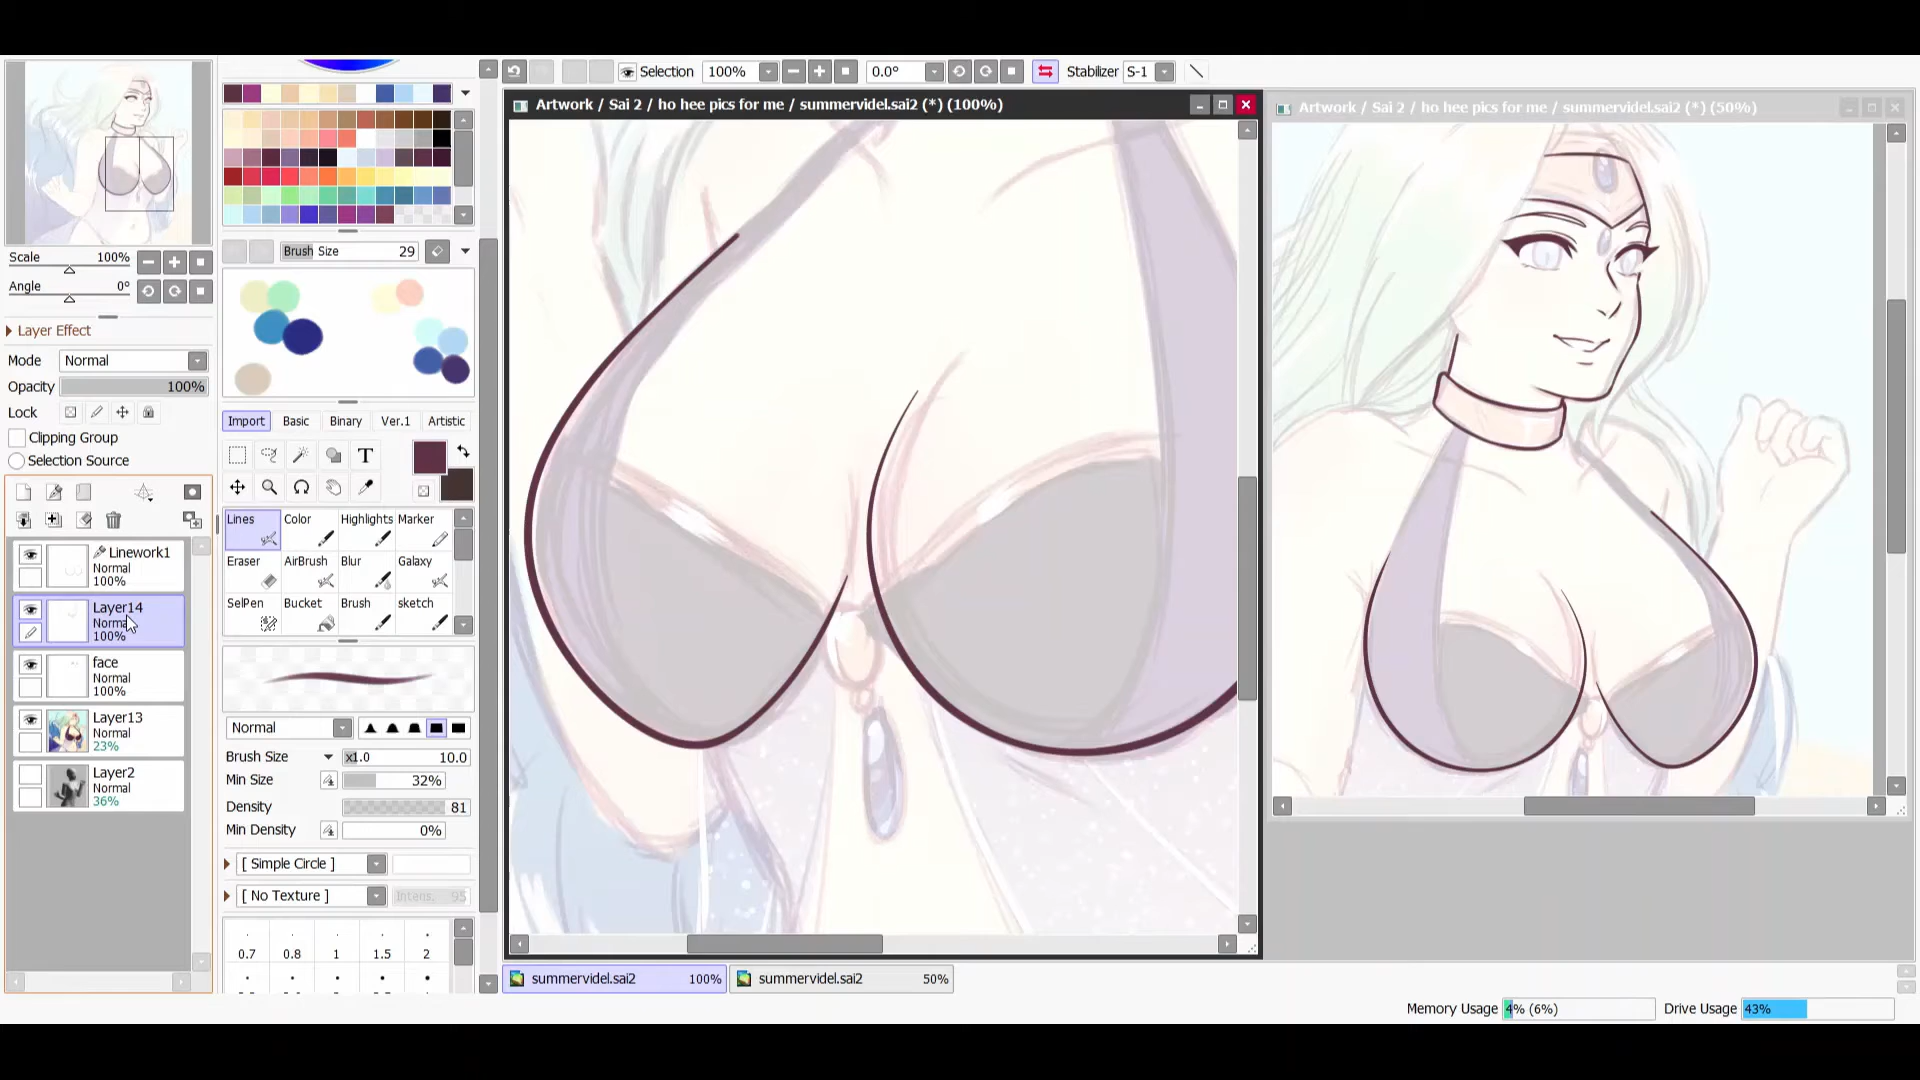 Selection 100% 0.0° Stabilizer S-1
Artwork / Sai 2 / ho hee pics for me / summervidel.sai2 (*) (100%)
Artwork / Sai 2 / ho hee pics for me / summervidel.sai2 (*) (50%)
Scale 100%
Angle 0°
Layer Effect
Mode Normal
Opacity 100%
Lock
Clipping Group
Selection Source
Linework1
Normal
100%
Layer14
Normal
100%
face
Normal
100%
Layer13
Normal
23%
Layer2
Normal
36%
Brush Size 29
Import Basic Binary Ver.1 Artistic
T
Lines Color Highlights Marker
Eraser AirBrush Blur Galaxy
SelPen Bucket Brush sketch
Normal
Brush Size x1.0 10.0
Min Size 32%
Density 81
Min Density 0%
[ Simple Circle ]
[ No Texture ] Intens. 95
0.7 0.8 1 1.5 2
summervidel.sai2 100%
summervidel.sai2 50%
Memory Usage 4% (6%) Drive Usage 43%